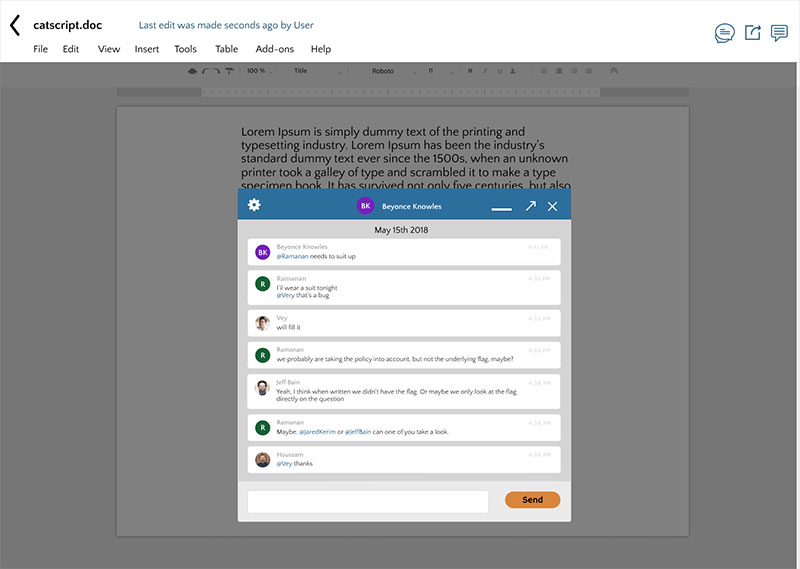 catscript.doc
Last edit was made seconds ago by User
File Edit View Insert Tools Table Add-ons Help
100 % Title Roboto 11 B I U A
Lorem Ipsum is simply dummy text of the printing and
typesetting industry. Lorem Ipsum has been the industry's
standard dummy text ever since the 1500s, when an unknown
printer took a galley of type and scrambled it to make a type
specimen book. It has survived not only five centuries, but also
BK Beyonce Knowles
May 15th 2018
BK
Beyonce Knowles 4:51 PM
@Ramanan needs to suit up
R
Ramanan 4:52 PM
I'll wear a suit tonight
@Very that's a bug
Vey 4:53 PM
will fill it
R
Ramanan 4:53 PM
we probably are taking the policy into account, but not the underlying flag, maybe?
Jeff Bain 4:58 PM
Yeah, I think when written we didn't have the flag. Or maybe we only look at the flag
directly on the question
R
Ramanan 4:58 PM
Maybe. @JaredKerim or @JeffBain can one of you take a look.
Houssam 4:58 PM
@Vey thanks
Send